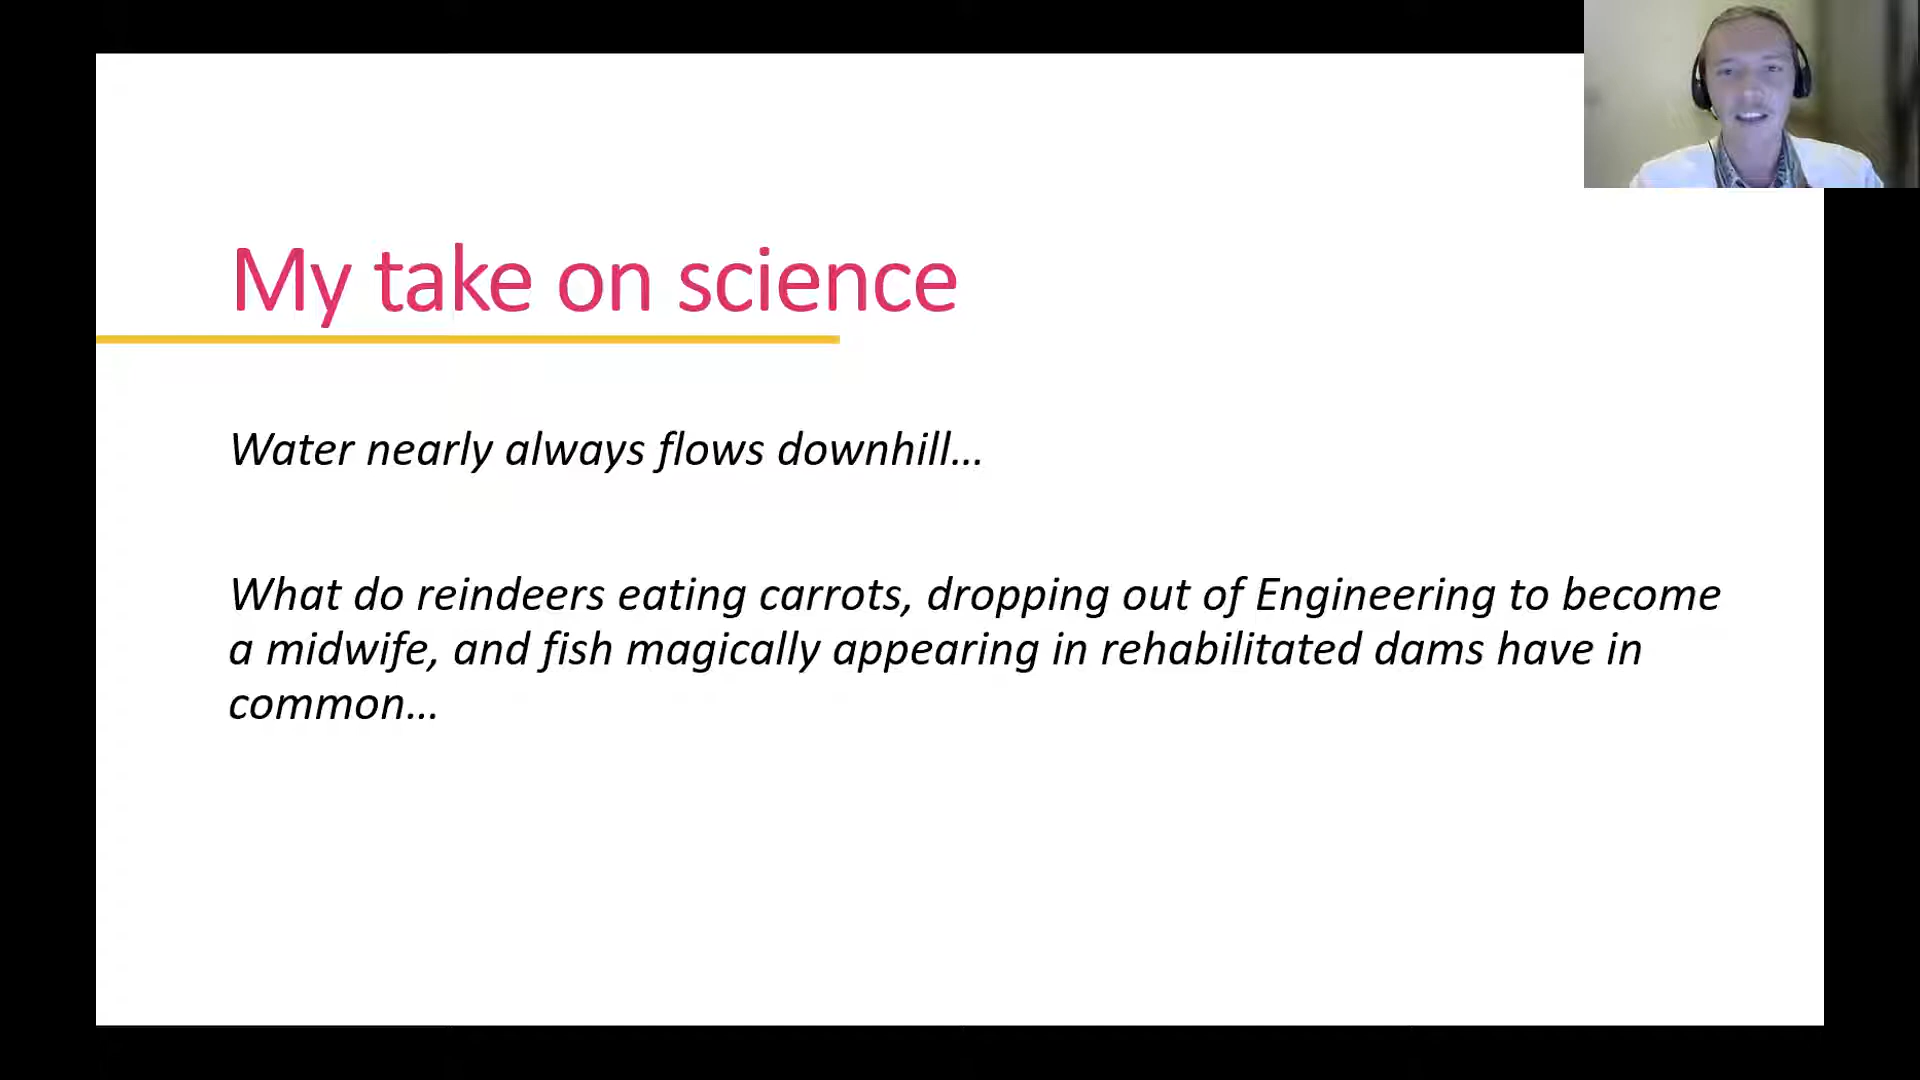 My take on science
Water nearly always flows downhill...
What do reindeers eating carrots, dropping out of Engineering to become
a midwife, and fish magically appearing in rehabilitated dams have in
common...